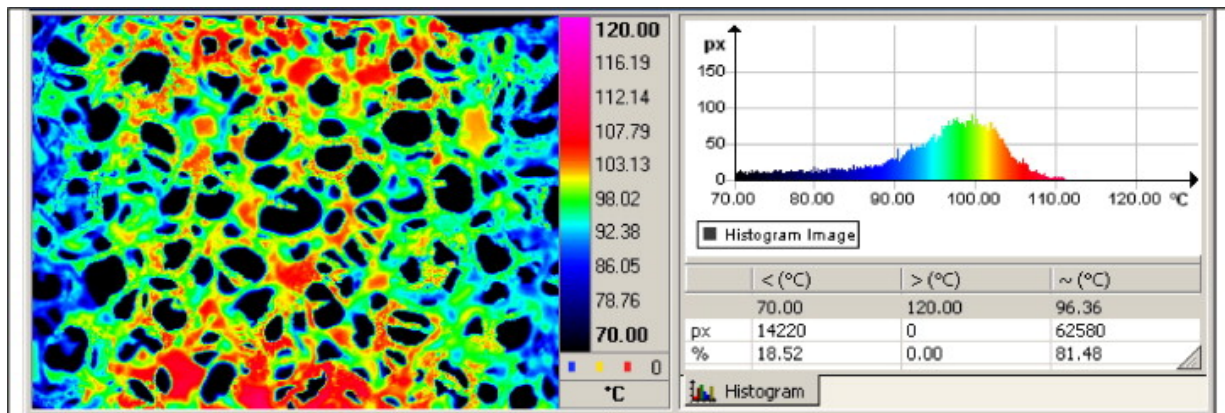 120.00
116.19
112.14
107.79
103.13
98.02
92.38
86.05
78.76
70.00
0
°C
px
150
100
50
0
70.00 80.00 90.00 100.00 110.00 120.00 °C
Histogram Image
< (°C) > (°C) ~ (°C)
70.00 120.00 96.36
px 14220 0 62580
% 18.52 0.00 81.48
Histogram